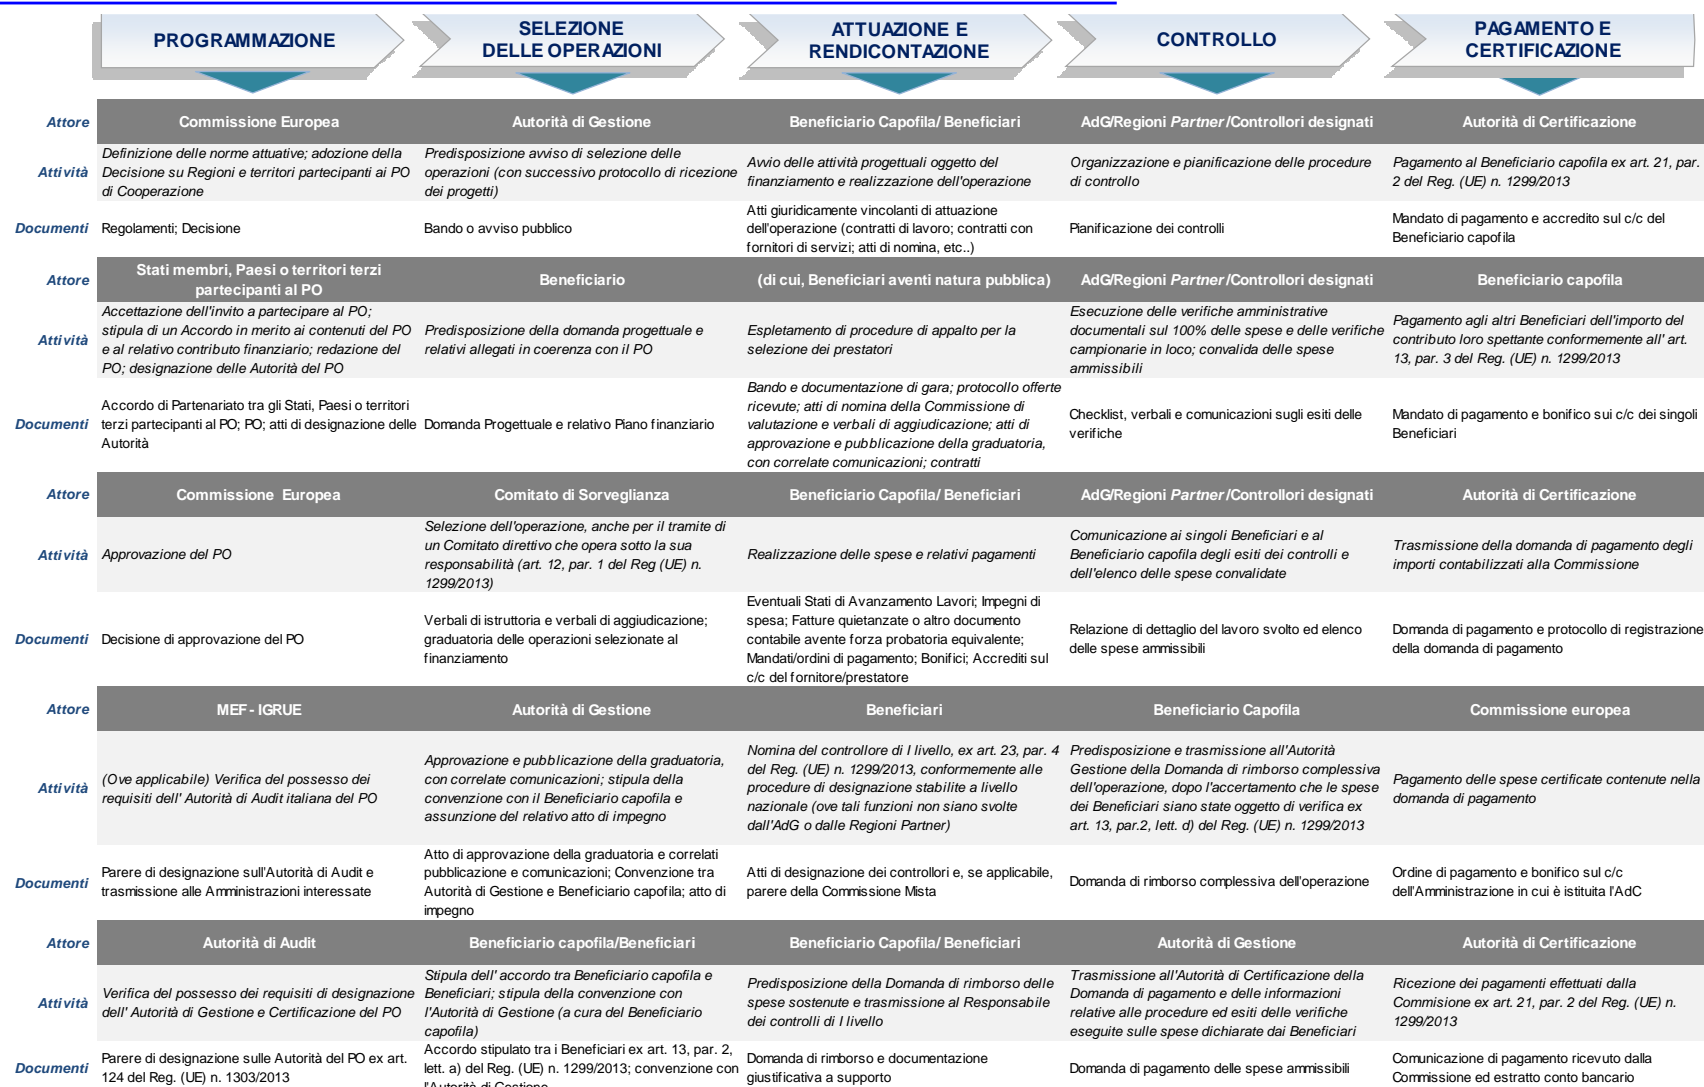 PROGRAMMAZIONE
SELEZIONE
DELLE OPERAZIONI
ATTUAZIONE E
RENDICONTAZIONE
CONTROLLO
PAGAMENTO E
CERTIFICAZIONE
Attore
Commissione Europea
Autorità di Gestione
Beneficiario Capofila/ Beneficiari
AdG/Regioni Partner /Controllori designati
Autorità di Certificazione
Attività
Definizione delle norme attuative; adozione della
Decisione su Regioni e territori partecipanti ai PO
di Cooperazione
Predisposizione avviso di selezione delle
operazioni (con successivo protocollo di ricezione
dei progetti)
Avvio delle attività progettuali oggetto del
finanziamento e realizzazione dell'operazione
Organizzazione e pianificazione delle procedure
di controllo
Pagamento al Beneficiario capofila ex art. 21, par.
2 del Reg. (UE) n. 1299/2013
Documenti
Regolamenti; Decisione
Bando o avviso pubblico
Atti giuridicamente vincolanti di attuazione
dell'operazione (contratti di lavoro; contratti con
fornitori di servizi; atti di nomina, etc..)
Pianificazione dei controlli
Mandato di pagamento e accredito sul c/c del
Beneficiario capofila
Attore
Stati membri, Paesi o territori terzi
partecipanti al PO
Beneficiario
(di cui, Beneficiari aventi natura pubblica)
AdG/Regioni Partner /Controllori designati
Beneficiario capofila
Attività
Accettazione dell'invito a partecipare al PO;
stipula di un Accordo in merito ai contenuti del PO
e al relativo contributo finanziario; redazione del
PO; designazione delle Autorità del PO
Predisposizione della domanda progettuale e
relativi allegati in coerenza con il PO
Espletamento di procedure di appalto per la
selezione dei prestatori
Esecuzione delle verifiche amministrative
documentali sul 100% delle spese e delle verifiche
campionarie in loco; convalida delle spese
ammissibili
Pagamento agli altri Beneficiari dell'importo del
contributo loro spettante conformemente all' art.
13, par. 3 del Reg. (UE) n. 1299/2013
Documenti
Accordo di Partenariato tra gli Stati, Paesi o territori
terzi partecipanti al PO; PO; atti di designazione delle
Autorità
Domanda Progettuale e relativo Piano finanziario
Bando e documentazione di gara; protocollo offerte
ricevute; atti di nomina della Commissione di
valutazione e verbali di aggiudicazione; atti di
approvazione e pubblicazione della graduatoria,
con correlate comunicazioni; contratti
Checklist, verbali e comunicazioni sugli esiti delle
verifiche
Mandato di pagamento e bonifico sui c/c dei singoli
Beneficiari
Attore
Commissione Europea
Comitato di Sorveglianza
Beneficiario Capofila/ Beneficiari
AdG/Regioni Partner /Controllori designati
Autorità di Certificazione
Attività
Approvazione del PO
Selezione dell'operazione, anche per il tramite di
un Comitato direttivo che opera sotto la sua
responsabilità (art. 12, par. 1 del Reg (UE) n.
1299/2013)
Realizzazione delle spese e relativi pagamenti
Comunicazione ai singoli Beneficiari e al
Beneficiario capofila degli esiti dei controlli e
dell'elenco delle spese convalidate
Trasmissione della domanda di pagamento degli
importi contabilizzati alla Commissione
Documenti
Decisione di approvazione del PO
Verbali di istruttoria e verbali di aggiudicazione;
graduatoria delle operazioni selezionate al
finanziamento
Eventuali Stati di Avanzamento Lavori; Impegni di
spesa; Fatture quietanzate o altro documento
contabile avente forza probatoria equivalente;
Mandati/ordini di pagamento; Bonifici; Accrediti sul
c/c del fornitore/prestatore
Relazione di dettaglio del lavoro svolto ed elenco
delle spese ammissibili
Domanda di pagamento e protocollo di registrazione
della domanda di pagamento
Attore
MEF - IGRUE
Autorità di Gestione
Beneficiari
Beneficiario Capofila
Commissione europea
Attività
(Ove applicabile) Verifica del possesso dei
requisiti dell' Autorità di Audit italiana del PO
Approvazione e pubblicazione della graduatoria,
con correlate comunicazioni; stipula della
convenzione con il Beneficiario capofila e
assunzione del relativo atto di impegno
Nomina del controllore di I livello, ex art. 23, par. 4
del Reg. (UE) n. 1299/2013, conformemente alle
procedure di designazione stabilite a livello
nazionale (ove tali funzioni non siano svolte
dall'AdG o dalle Regioni Partner)
Predisposizione e trasmissione all'Autorità
Gestione della Domanda di rimborso complessiva
dell'operazione, dopo l'accertamento che le spese
dei Beneficiari siano state oggetto di verifica ex
art. 13, par.2, lett. d) del Reg. (UE) n. 1299/2013
Pagamento delle spese certificate contenute nella
domanda di pagamento
Documenti
Parere di designazione sull'Autorità di Audit e
trasmissione alle Amministrazioni interessate
Atto di approvazione della graduatoria e correlati
pubblicazione e comunicazioni; Convenzione tra
Autorità di Gestione e Beneficiario capofila; atto di
impegno
Atti di designazione dei controllori e, se applicabile,
parere della Commissione Mista
Domanda di rimborso complessiva dell'operazione
Ordine di pagamento e bonifico sul c/c
dell'Amministrazione in cui è istituita l'AdC
Attore
Autorità di Audit
Beneficiario capofila/Beneficiari
Beneficiario Capofila/ Beneficiari
Autorità di Gestione
Autorità di Certificazione
Attività
Verifica del possesso dei requisiti di designazione
dell' Autorità di Gestione e Certificazione del PO
Stipula dell' accordo tra Beneficiario capofila e
Beneficiari; stipula della convenzione con
l'Autorità di Gestione (a cura del Beneficiario
capofila)
Predisposizione della Domanda di rimborso delle
spese sostenute e trasmissione al Responsabile
dei controlli di I livello
Trasmissione all'Autorità di Certificazione della
Domanda di pagamento e delle informazioni
relative alle procedure ed esiti delle verifiche
eseguite sulle spese dichiarate dai Beneficiari
Ricezione dei pagamenti effettuati dalla
Commisione ex art. 21, par. 2 del Reg. (UE) n.
1299/2013
Documenti
Parere di designazione sulle Autorità del PO ex art.
124 del Reg. (UE) n. 1303/2013
Accordo stipulato tra i Beneficiari ex art. 13, par. 2,
lett. a) del Reg. (UE) n. 1299/2013; convenzione con
l'Autorità di Gestione
Domanda di rimborso e documentazione
giustificativa a supporto
Domanda di pagamento delle spese ammissibili
Comunicazione di pagamento ricevuto dalla
Commissione ed estratto conto bancario